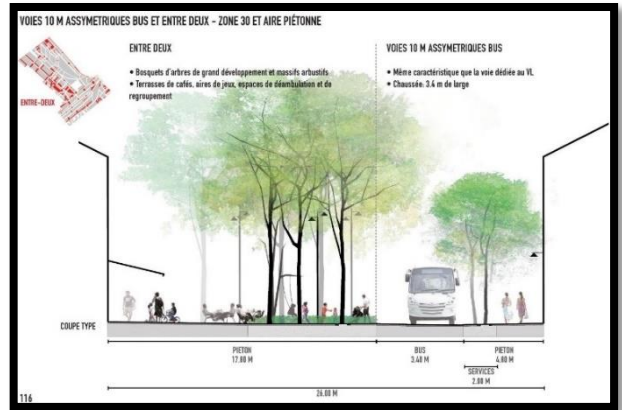 VOIES 10 M ASSYMETRIQUES BUS ET ENTRE DEUX - ZONE 30 ET AIRE PIÉTONNE
ENTRE DEUX
• Bosquets d'arbres de grand développement et massifs arbustifs
• Terrasses de cafés, aires de jeux, espaces de déambulation et de
regroupement
VOIES 10 M ASSYMETRIQUES BUS
• Même caractéristique que la voie dédiée au VL
• Chaussée: 3.4 m de large
ENTRE-DEUX
COUPE TYPE
PIETON
17.00 M
BUS
3.40 M
PIETON
4.00 M
SERVICES
2.00 M
26.00 M
116